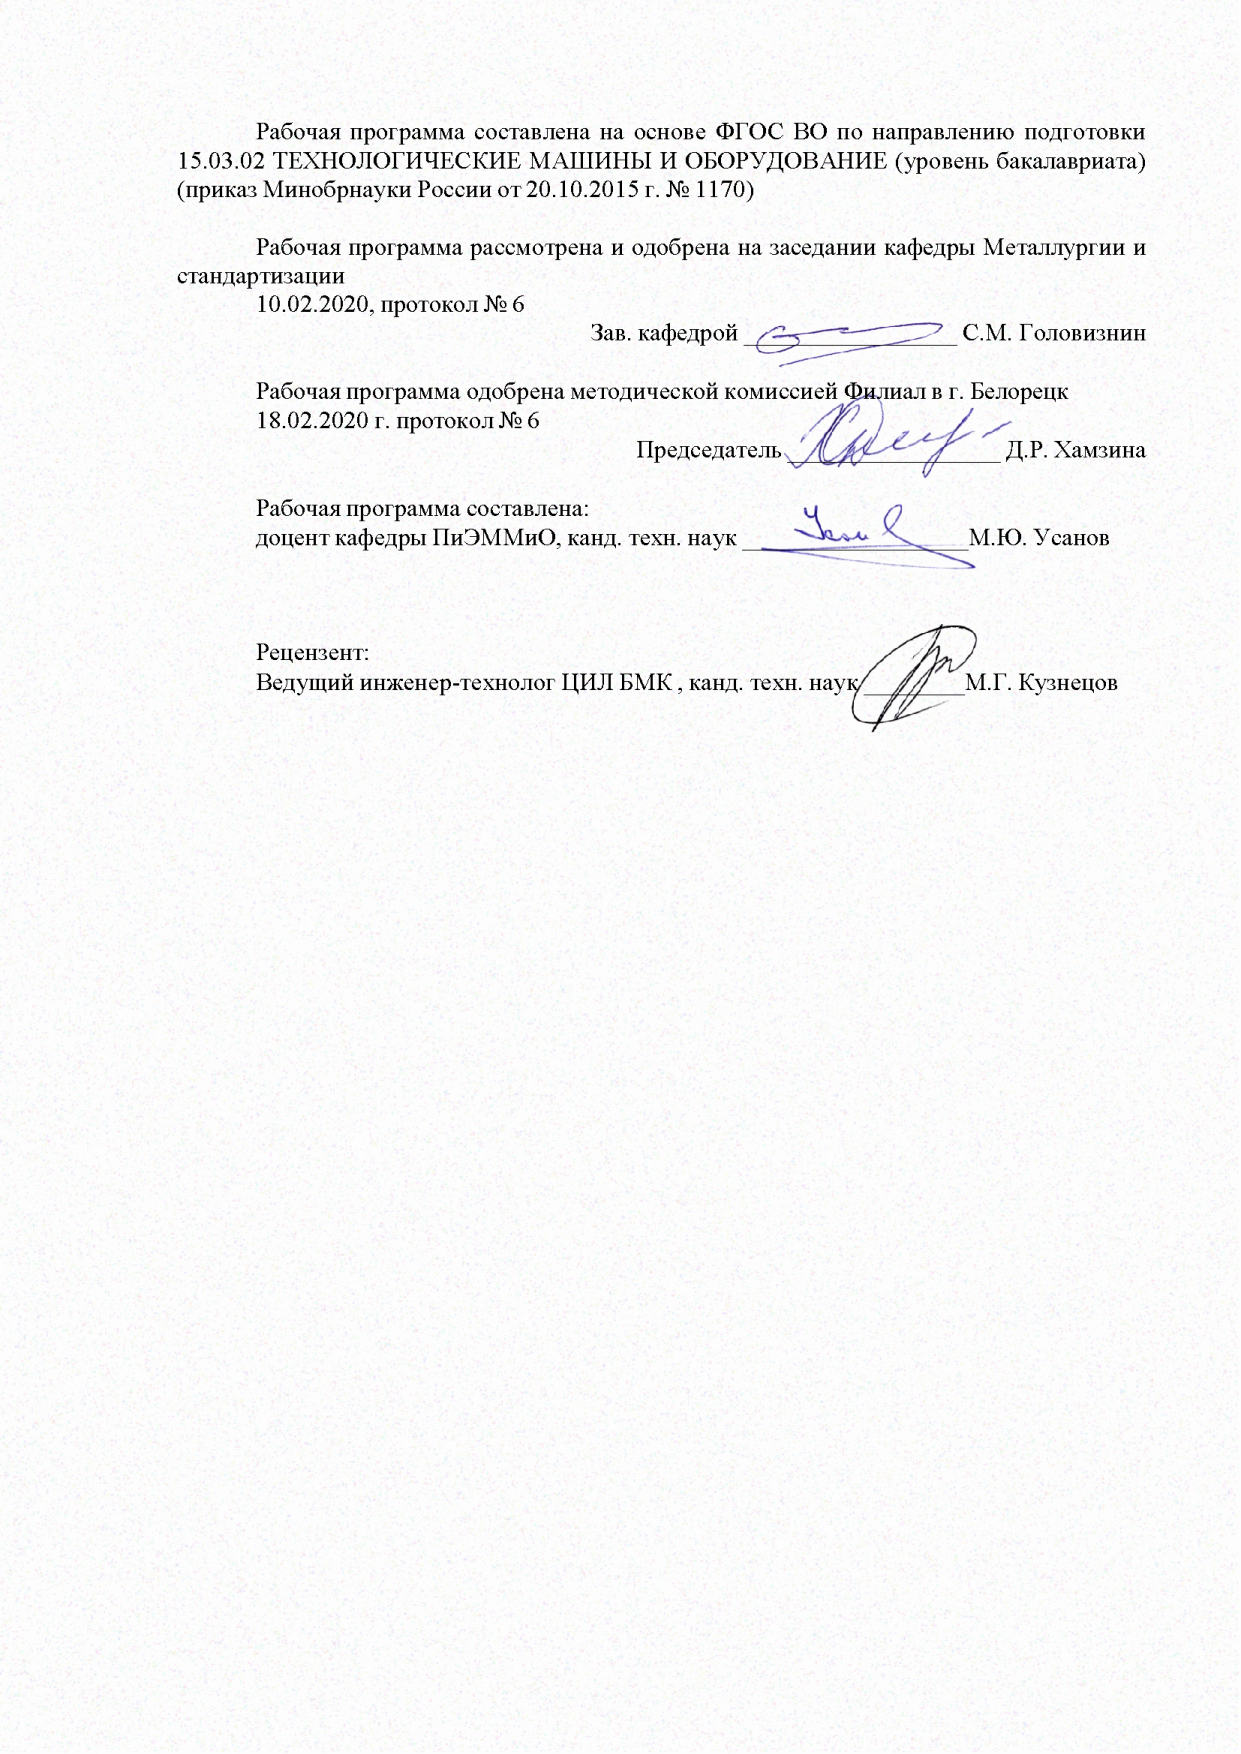 Рабочая программа составлена на основе ФГОС ВО по направлению подготовки
15.03.02 ТЕХНОЛОГИЧЕСКИЕ МАШИНЫ И ОБОРУДОВАНИЕ (уровень бакалавриата)
(приказ Минобрнауки России от 20.10.2015 г. № 1170)
Рабочая программа рассмотрена и одобрена на заседании кафедры Металлургии и
стандартизации
10.02.2020, протокол № 6
Зав. кафедрой _________________ С.М. Головизнин
Рабочая программа одобрена методической комиссией Филиал в г. Белорецк
18.02.2020 г. протокол № 6
Председатель _________________ Д.Р. Хамзина
Рабочая программа составлена:
доцент кафедры ПиЭММиО, канд. техн. наук __________________М.Ю. Усанов
Рецензент:
Ведущий инженер-технолог ЦИЛ БМК , канд. техн. наук ________М.Г. Кузнецов